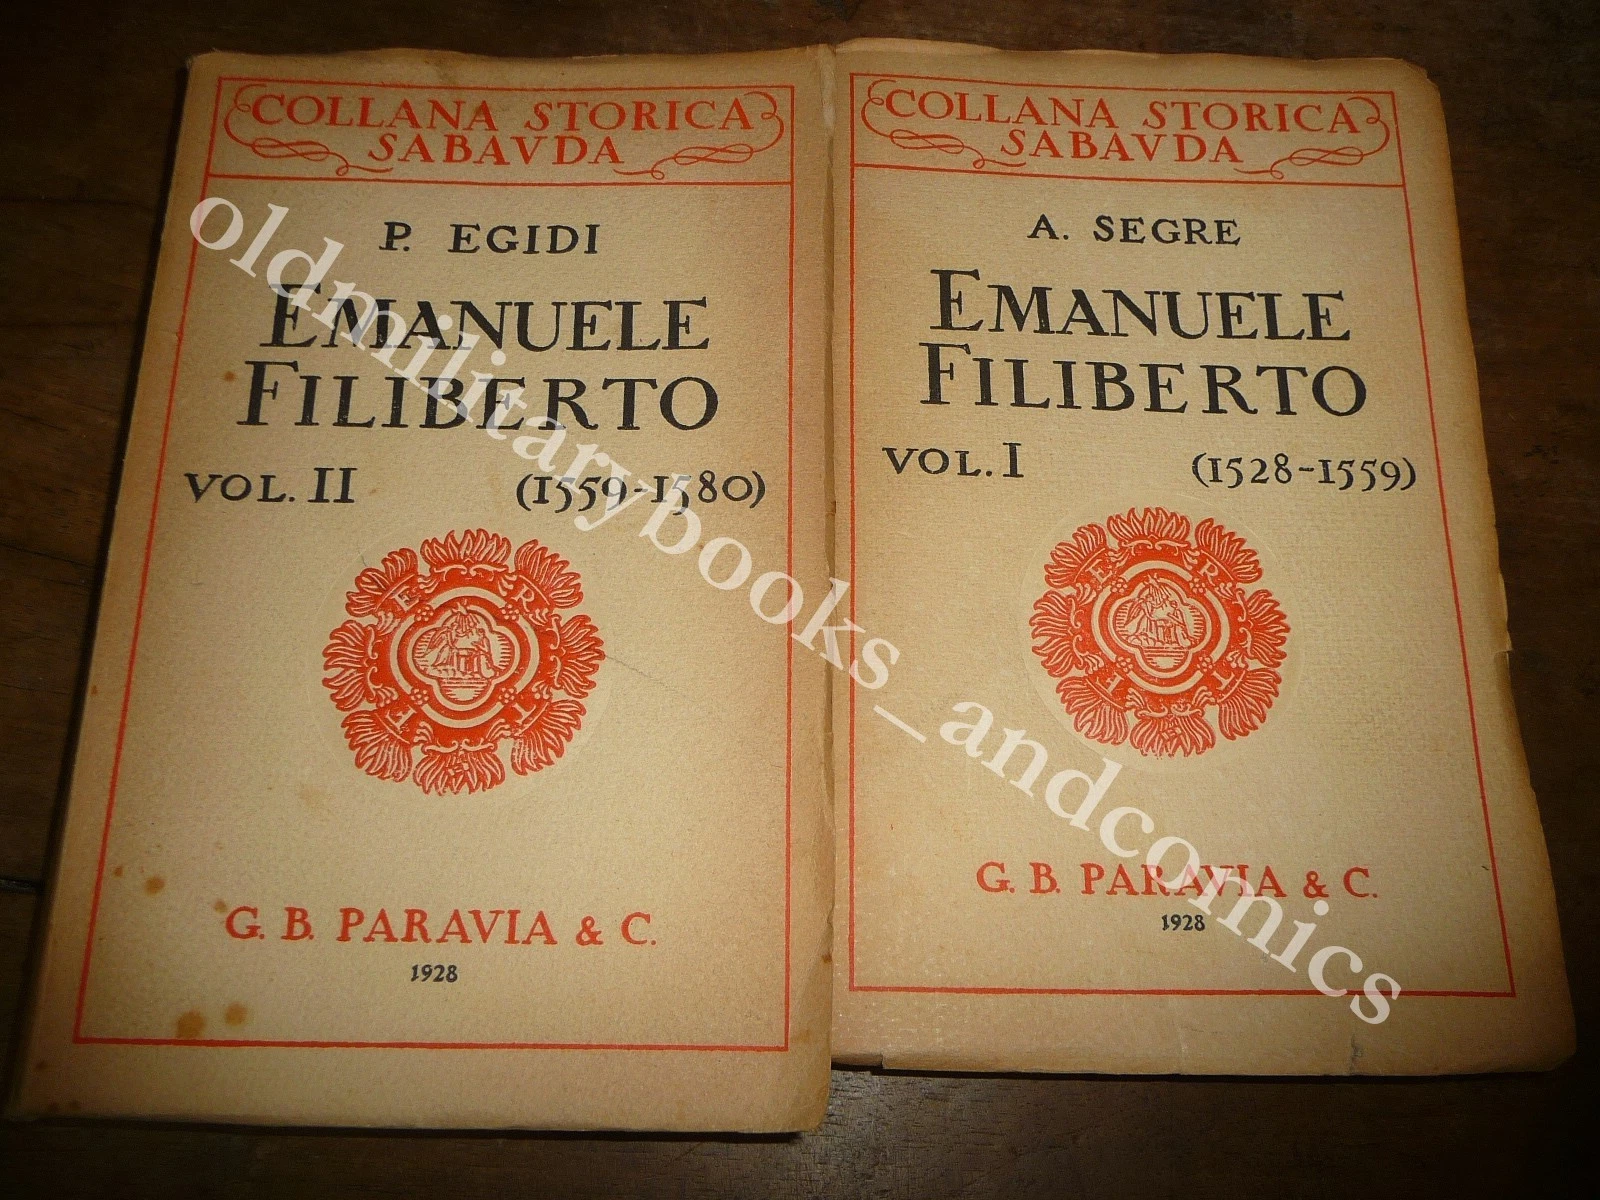 COLLANA STORICA
SABAVDA
P. EGIDI
EMANUELE
FILIBERTO
VOL. II (1559-1580)
F E R T
G. B. PARAVIA & C.
1928
COLLANA STORICA
SABAVDA
A. SEGRE
EMANUELE
FILIBERTO
VOL. I (1528-1559)
F E R T
G. B. PARAVIA & C.
1928
oldmilitarybooks_andcomics